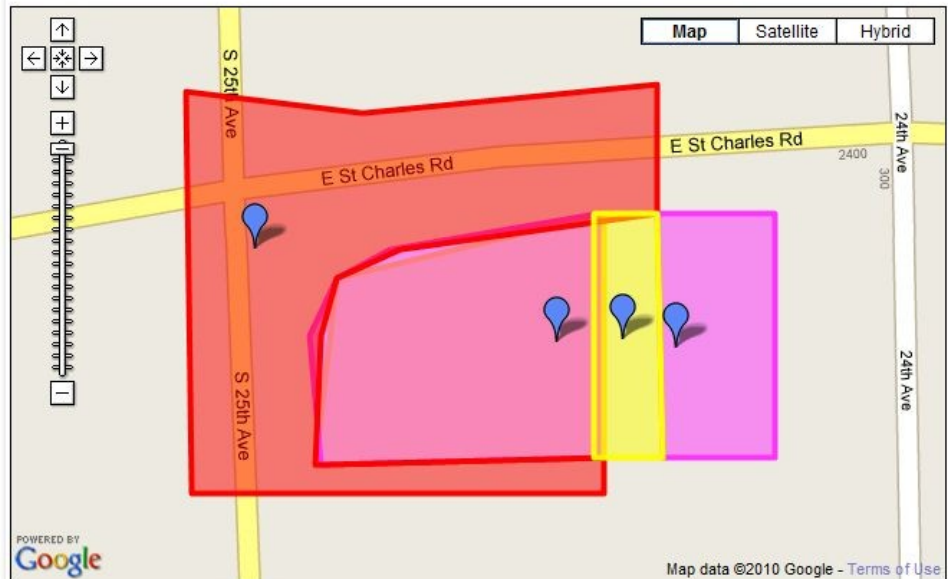 Map Satellite Hybrid
S 25th Ave
24th Ave
E St Charles Rd
E St Charles Rd
2400
300
S 25th Ave
24th Ave
POWERED BY
Google
Map data ©2010 Google - Terms of Use